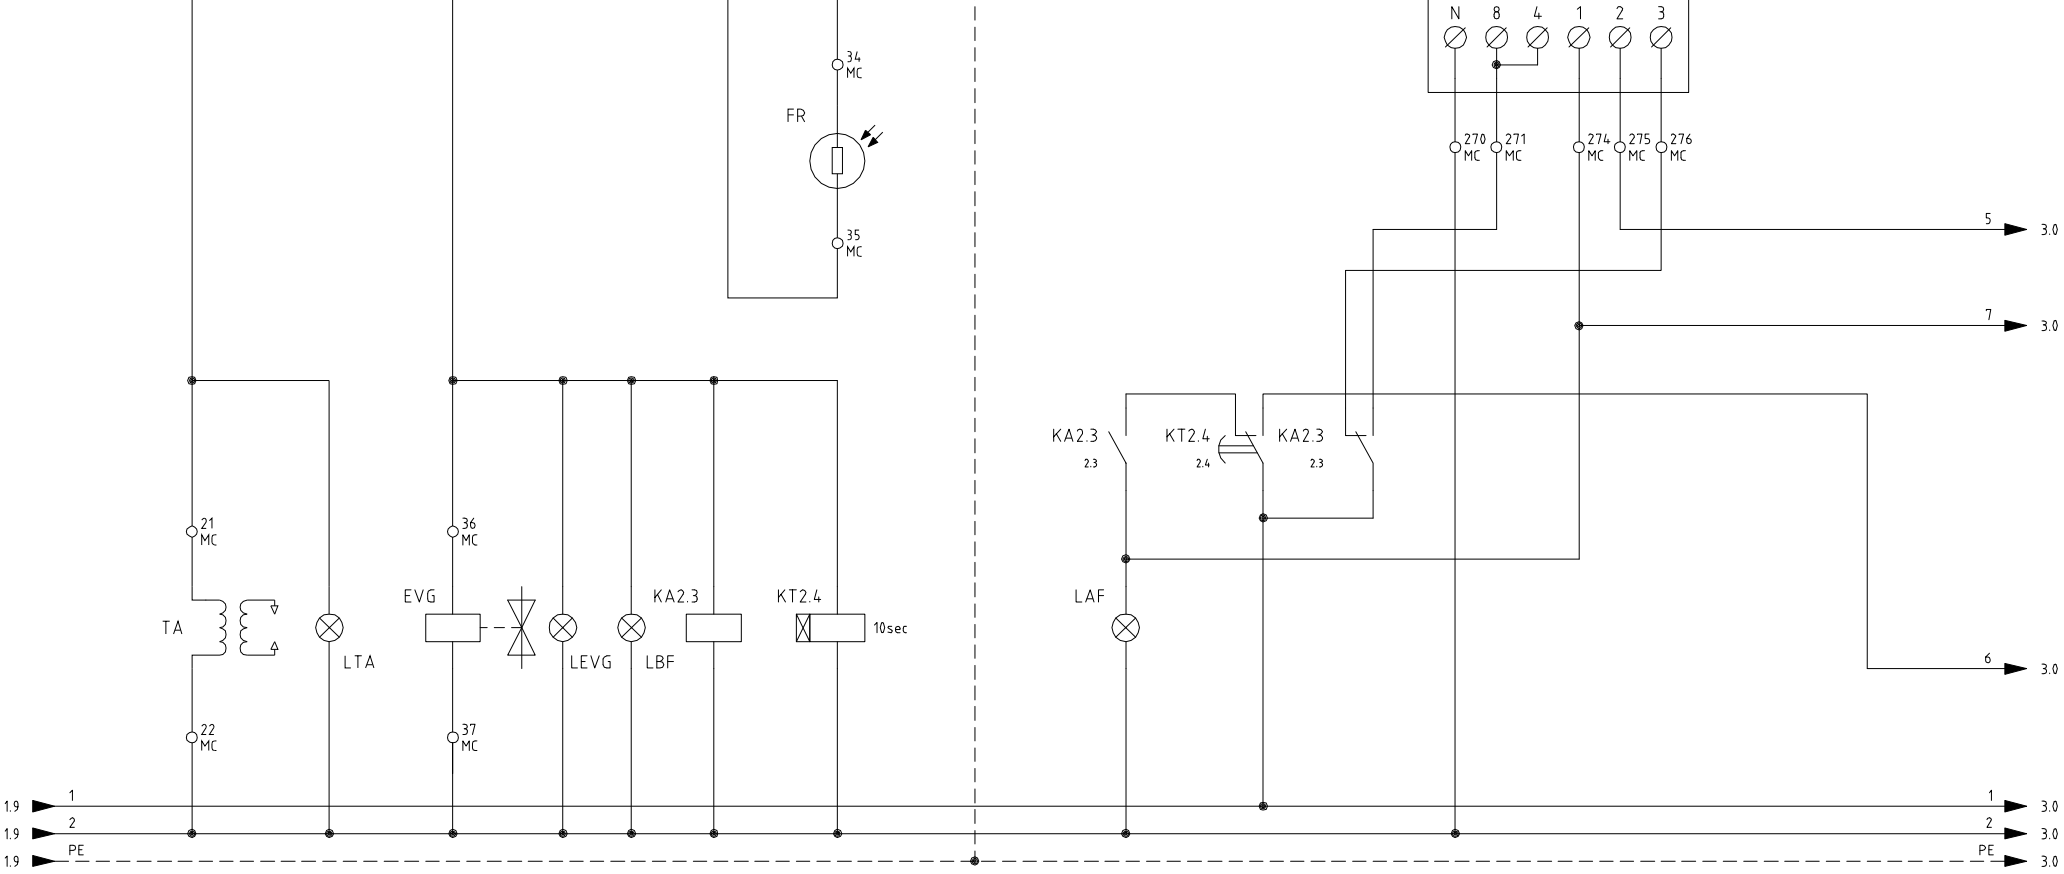 N 8 4 1 2 3
34
MC
FR
270
MC
271
MC
274
MC
275
MC
276
MC
35
MC
5 3.0
7 3.0
KA2.3
2.3
KT2.4
2.4
KA2.3
2.3
21
MC
36
MC
TA
LTA
EVG
LEVG
LBF
KA2.3
KT2.4
10sec
LAF
6 3.0
22
MC
37
MC
1.9 1 1 3.0
1.9 2 2 3.0
1.9 PE PE 3.0